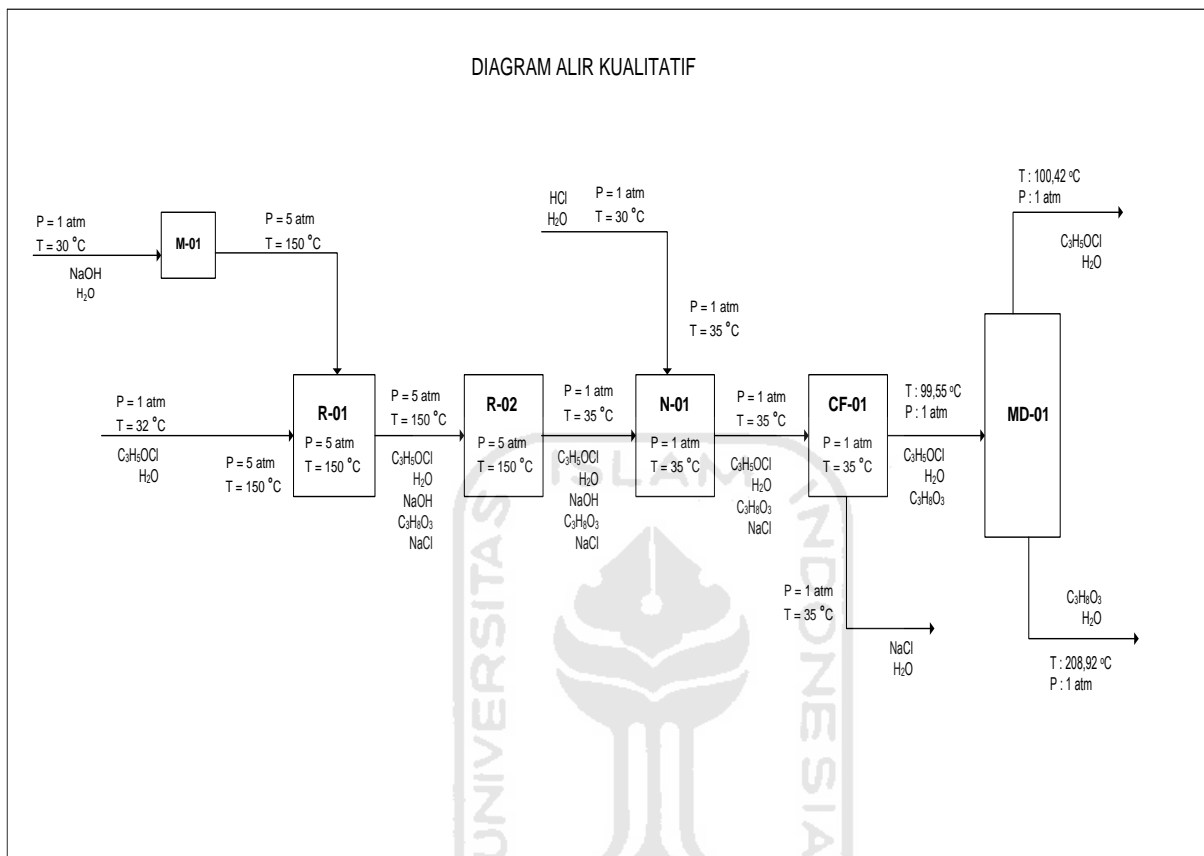 DIAGRAM ALIR KUALITATIF
P = 1 atm
T = 30 °C
NaOH
H₂O
M-01
P = 5 atm
T = 150 °C
HCl
H₂O
P = 1 atm
T = 30 °C
P = 1 atm
T = 35 °C
T : 100,42 °C
P : 1 atm
C₃H₅OCl
H₂O
P = 1 atm
T = 32 °C
C₃H₅OCl
H₂O
P = 5 atm
T = 150 °C
R-01
P = 5 atm
T = 150 °C
P = 5 atm
T = 150 °C
C₃H₅OCl
H₂O
NaOH
C₃H₈O₃
NaCl
R-02
P = 5 atm
T = 150 °C
P = 1 atm
T = 35 °C
C₃H₅OCl
H₂O
NaOH
C₃H₈O₃
NaCl
N-01
P = 1 atm
T = 35 °C
P = 1 atm
T = 35 °C
C₃H₅OCl
H₂O
C₃H₈O₃
NaCl
CF-01
P = 1 atm
T = 35 °C
T : 99,55 °C
P : 1 atm
C₃H₅OCl
H₂O
C₃H₈O₃
MD-01
P = 1 atm
T = 35 °C
NaCl
H₂O
C₃H₈O₃
H₂O
T : 208,92 °C
P : 1 atm
UNIVERSITAS
ISLAM
INDONESIA